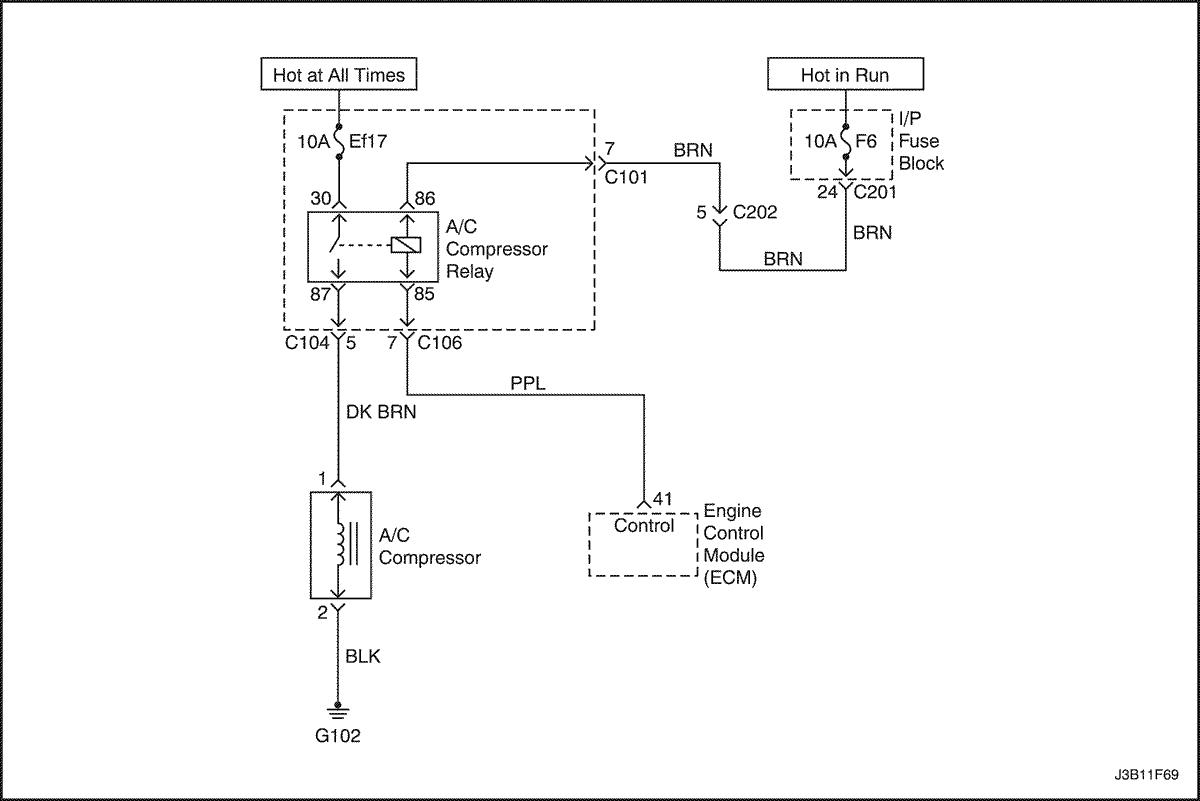 Hot at All Times
Hot in Run
10A Ef17
10A F6
I/P
Fuse
Block
7
C101
BRN
24 C201
30
86
5 C202
BRN
BRN
A/C
Compressor
Relay
87
85
C104 5
7 C106
PPL
DK BRN
1
41
Control
Engine
Control
Module
(ECM)
A/C
Compressor
2
BLK
G102
J3B11F69